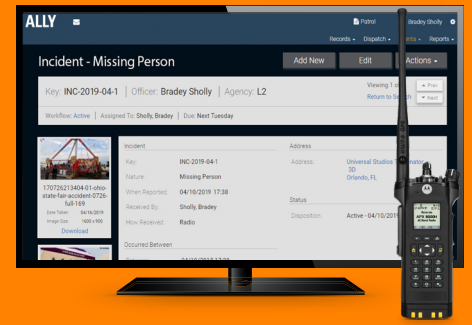 ALLY
Patrol
Bradey Sholly
Records
Dispatch
Reports
Incident - Missing Person
Add New
Edit
Actions
Key: INC-2019-04-1 | Officer: Bradey Sholly | Agency: L2
Viewing 1
Return to
Prev
Next
Workflow: Active | Assigned To: Sholly, Bradey | Due: Next Tuesday
170726213404-01-ohio-
state-fair-accident-0726-
full-169
Date Taken: 04/16/2019
Image Size: 1600 x 900
Download
Incident
Key: INC-2019-04-1
Nature: Missing Person
When Reported: 04/10/2019 17:38
Received By: Sholly, Bradey
How Received: Radio
Occurred Between
Address
Address: Universal Studios
3D
Orlando, FL
Status
Disposition: Active - 04/10/201